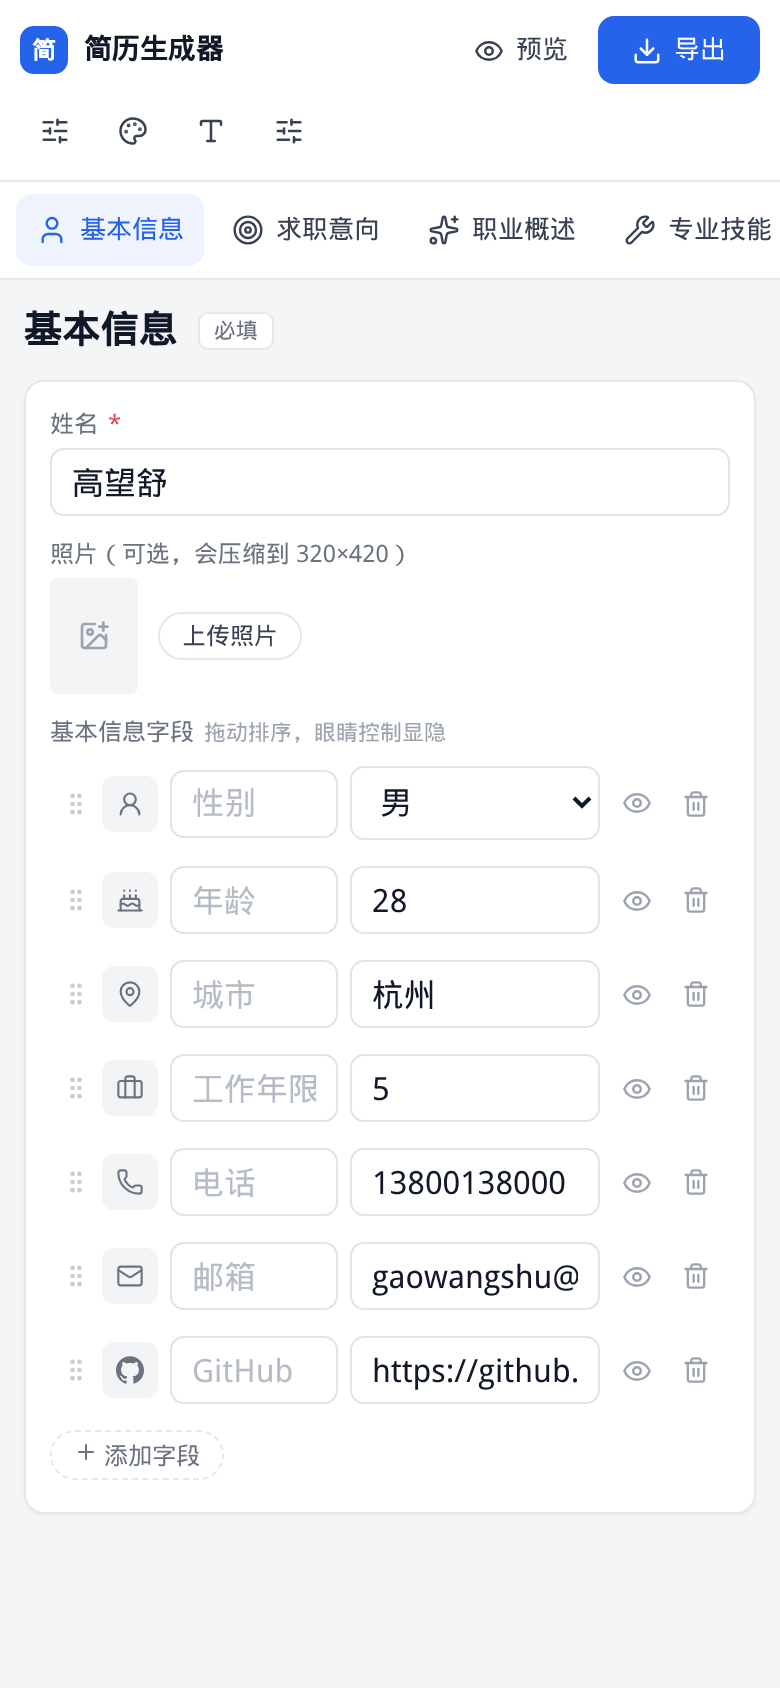 简 简历生成器 预览 导出
基本信息 求职意向 职业概述 专业技能
基本信息 必填
姓名 *
高望舒
照片（可选，会压缩到 320×420）
上传照片
基本信息字段 拖动排序，眼睛控制显隐
性别 男
年龄 28
城市 杭州
工作年限 5
电话 13800138000
邮箱 gaowangshu@
GitHub https://github.
+ 添加字段